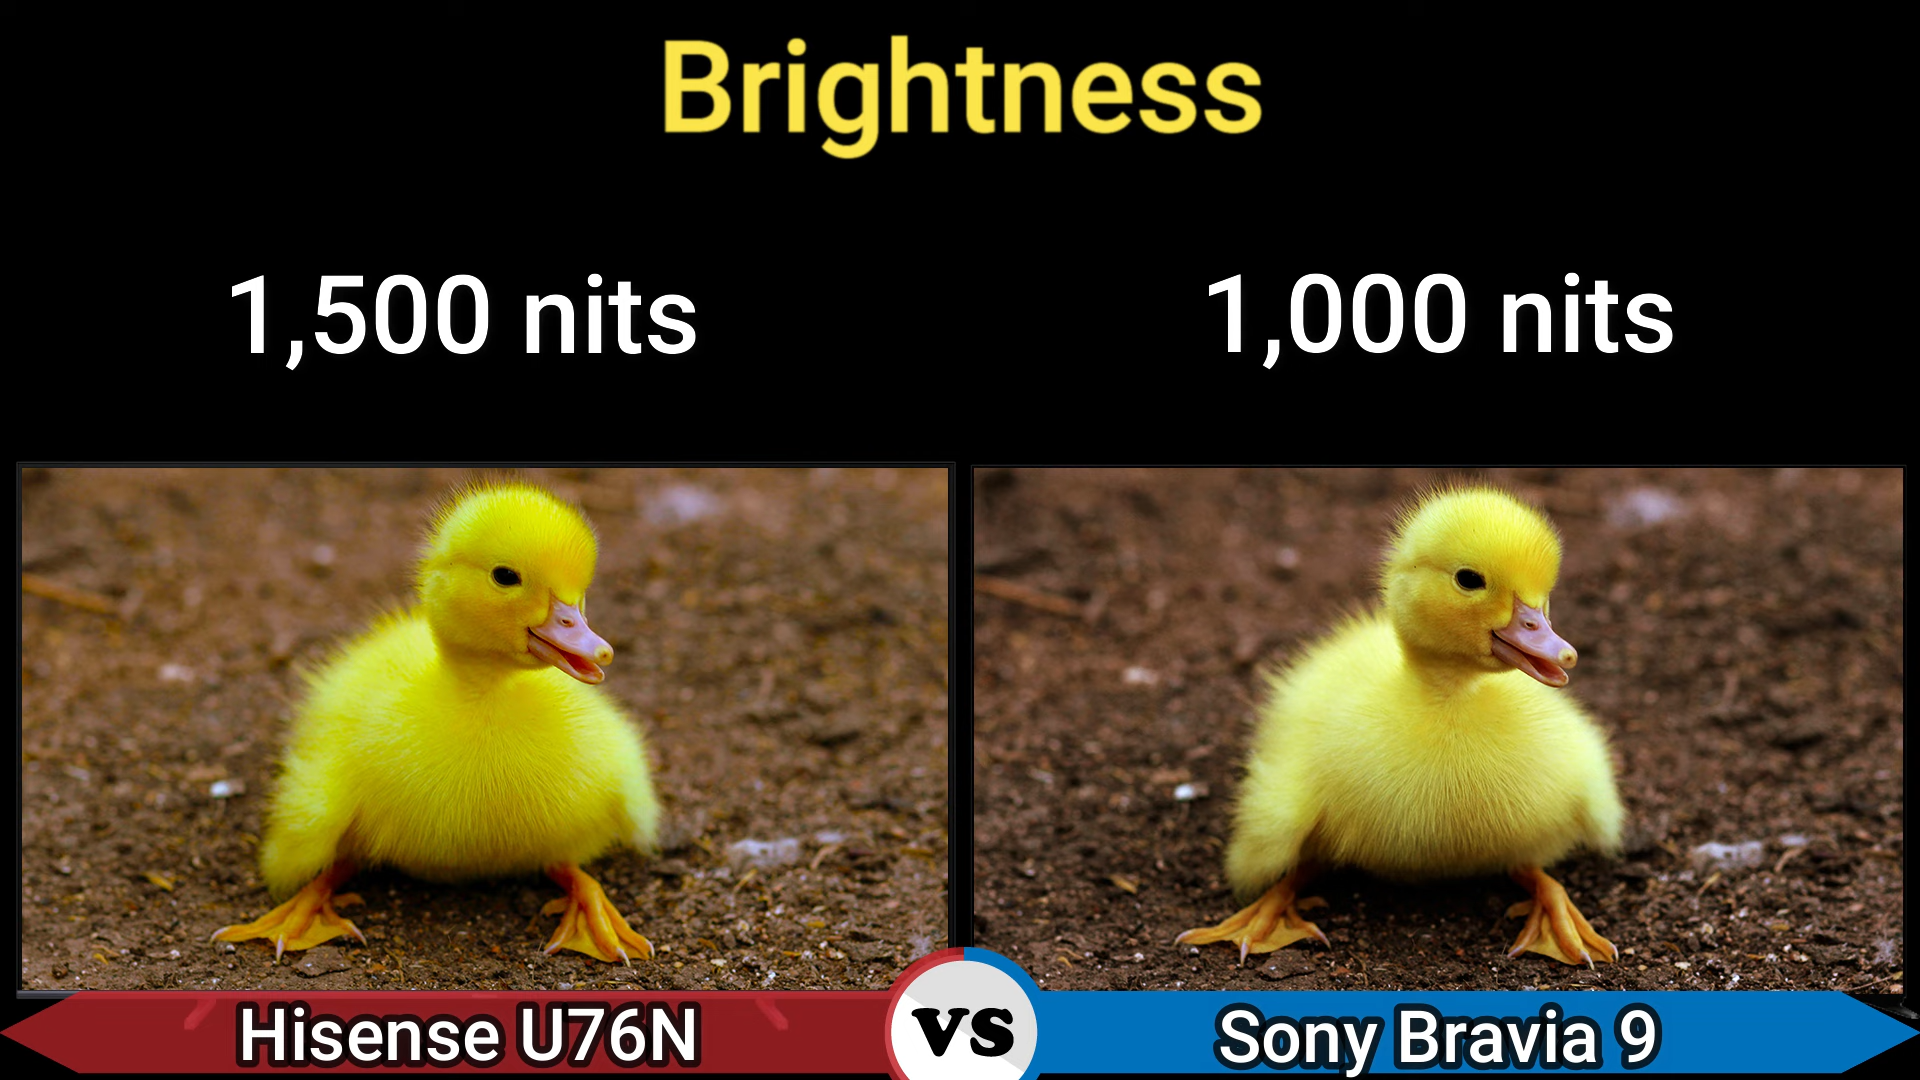 Brightness
1,500 nits
1,000 nits
Hisense U76N
vs
Sony Bravia 9